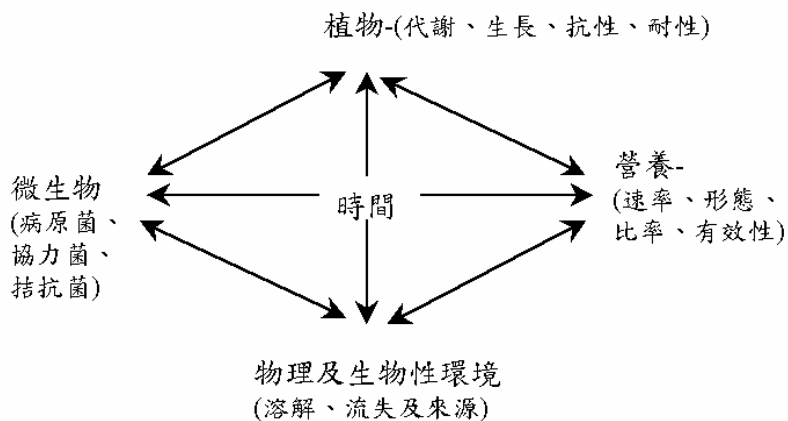 植物-(代謝、生長、抗性、耐性)
微生物
(病原菌、
協力菌、
拮抗菌)
時間
營養-
(速率、形態、
比率、有效性)
物理及生物性環境
(溶解、流失及來源)